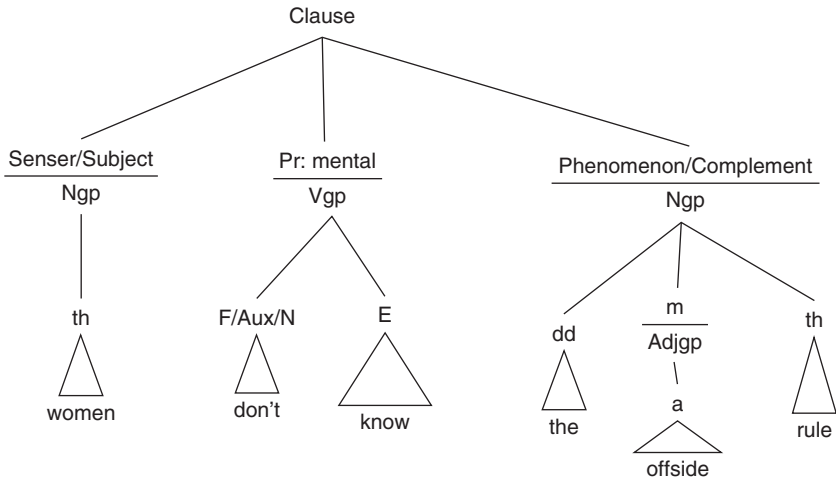 Clause
Senser/Subject
Ngp
Pr: mental
Vgp
Phenomenon/Complement
Ngp
th
women
F/Aux/N
don't
E
know
dd
the
m
Adjgp
a
offside
th
rule